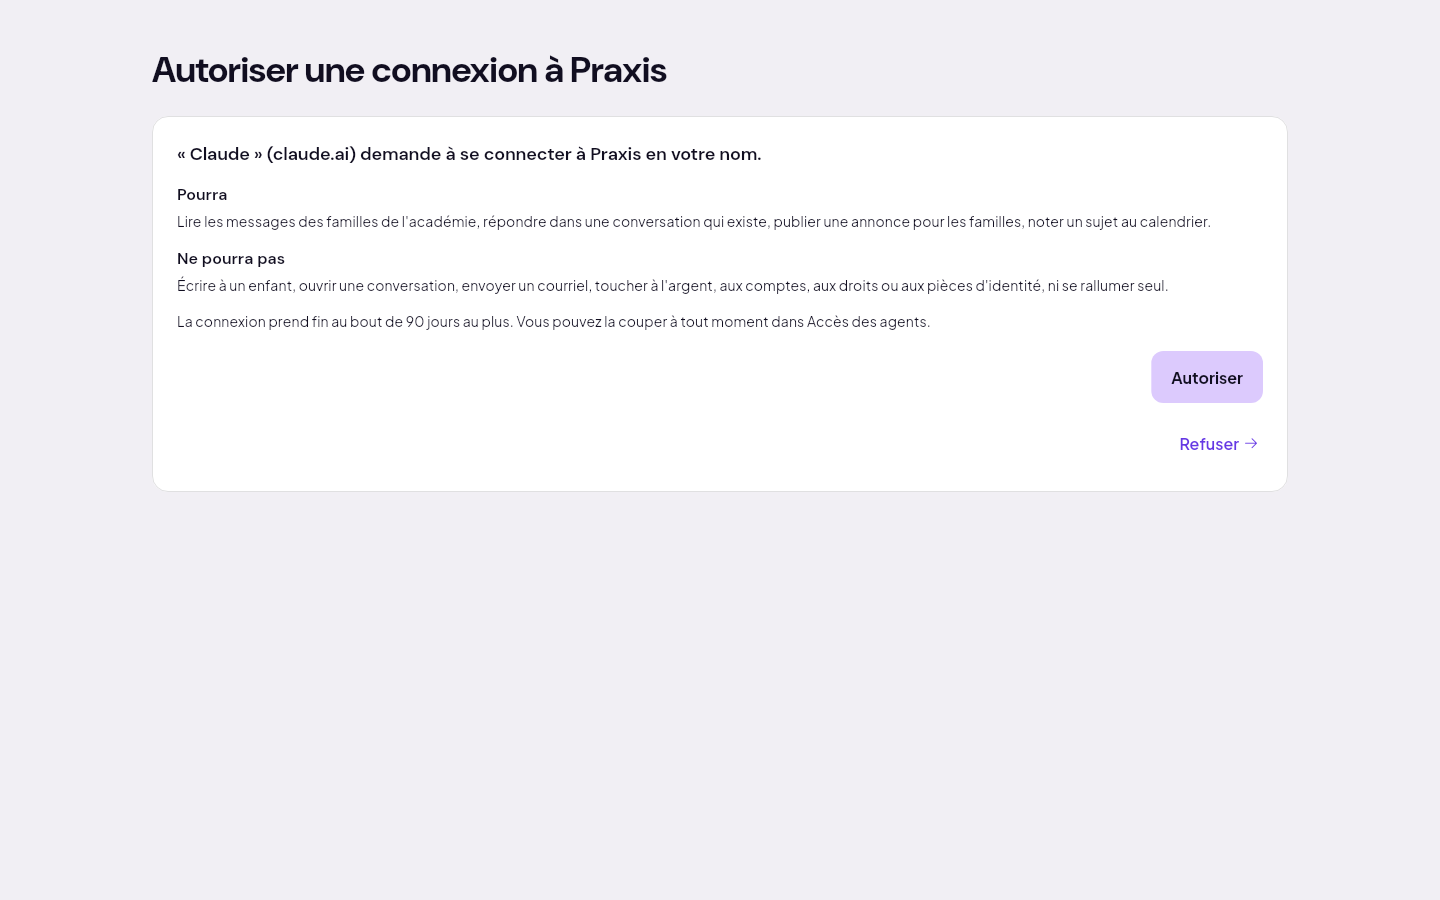 Autoriser une connexion à Praxis
« Claude » (claude.ai) demande à se connecter à Praxis en votre nom.
Pourra
Lire les messages des familles de l'académie, répondre dans une conversation qui existe, publier une annonce pour les familles, noter un sujet au calendrier.
Ne pourra pas
Écrire à un enfant, ouvrir une conversation, envoyer un courriel, toucher à l'argent, aux comptes, aux droits ou aux pièces d'identité, ni se rallumer seul.
La connexion prend fin au bout de 90 jours au plus. Vous pouvez la couper à tout moment dans Accès des agents.
Autoriser
Refuser →